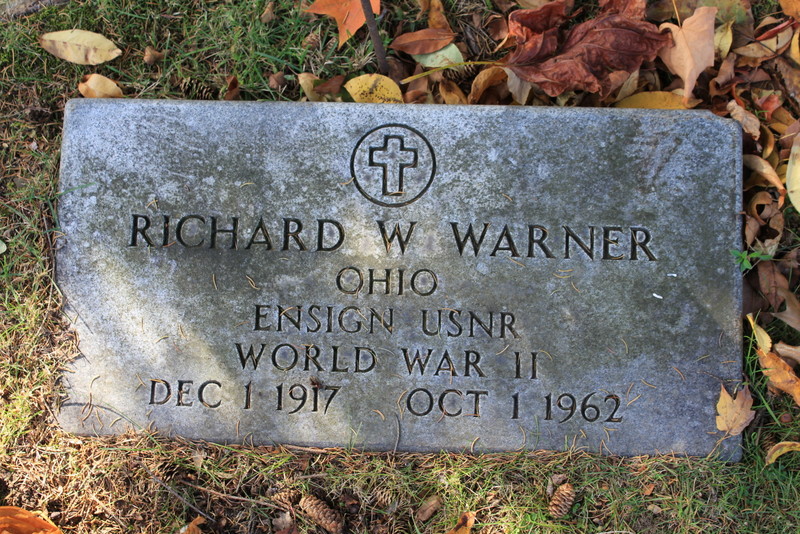 RICHARD W WARNER
OHIO
ENSIGN USNR
WORLD WAR II
DEC 1 1917 OCT 1 1962